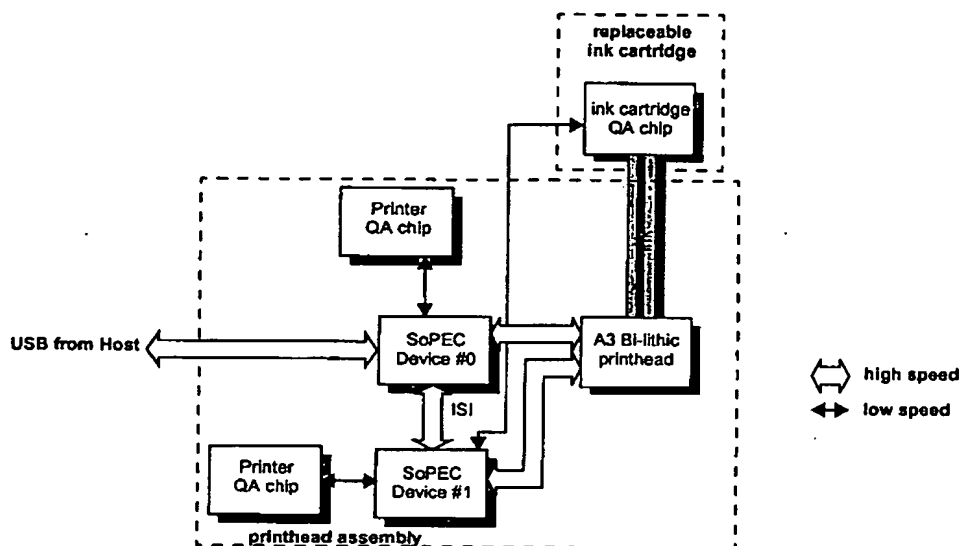 replaceable
ink cartridge
ink cartridge
QA chip
Printer
QA chip
USB from Host
SoPEC
Device #0
A3 Bi-lithic
printhead
high speed
low speed
ISI
Printer
QA chip
SoPEC
Device #1
printhead assembly